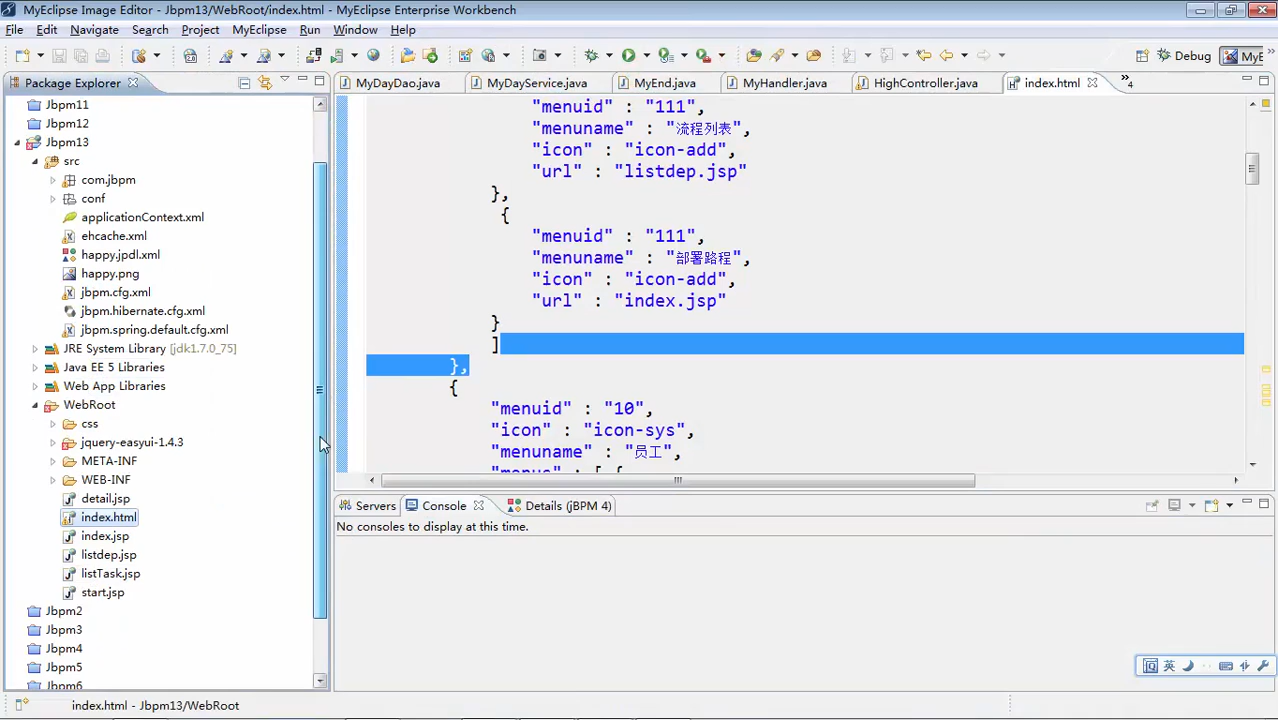 MyEclipse Image Editor - Jbpm13/WebRoot/index.html - MyEclipse Enterprise Workbench
File Edit Navigate Search Project MyEclipse Run Window Help
Debug MyE
Package Explorer
MyDayDao.java MyDayService.java MyEnd.java MyHandler.java HighController.java index.html 4
Jbpm11
Jbpm12
Jbpm13
src
com.jbpm
conf
applicationContext.xml
ehcache.xml
happy.jpdl.xml
happy.png
jbpm.cfg.xml
jbpm.hibernate.cfg.xml
jbpm.spring.default.cfg.xml
JRE System Library [jdk1.7.0_75]
Java EE 5 Libraries
Web App Libraries
WebRoot
css
jquery-easyui-1.4.3
META-INF
WEB-INF
detail.jsp
index.html
index.jsp
listdep.jsp
listTask.jsp
start.jsp
Jbpm2
Jbpm3
Jbpm4
Jbpm5
Jbpm6
"menuid" : "111",
"menuname" : "流程列表",
"icon" : "icon-add",
"url" : "listdep.jsp"
},
{
"menuid" : "111",
"menuname" : "部署路程",
"icon" : "icon-add",
"url" : "index.jsp"
}
]
},
{
"menuid" : "10",
"icon" : "icon-sys",
"menuname" : "员工",
"menus" : [ {
Servers Console Details (jBPM 4)
No consoles to display at this time.
英
index.html - Jbpm13/WebRoot